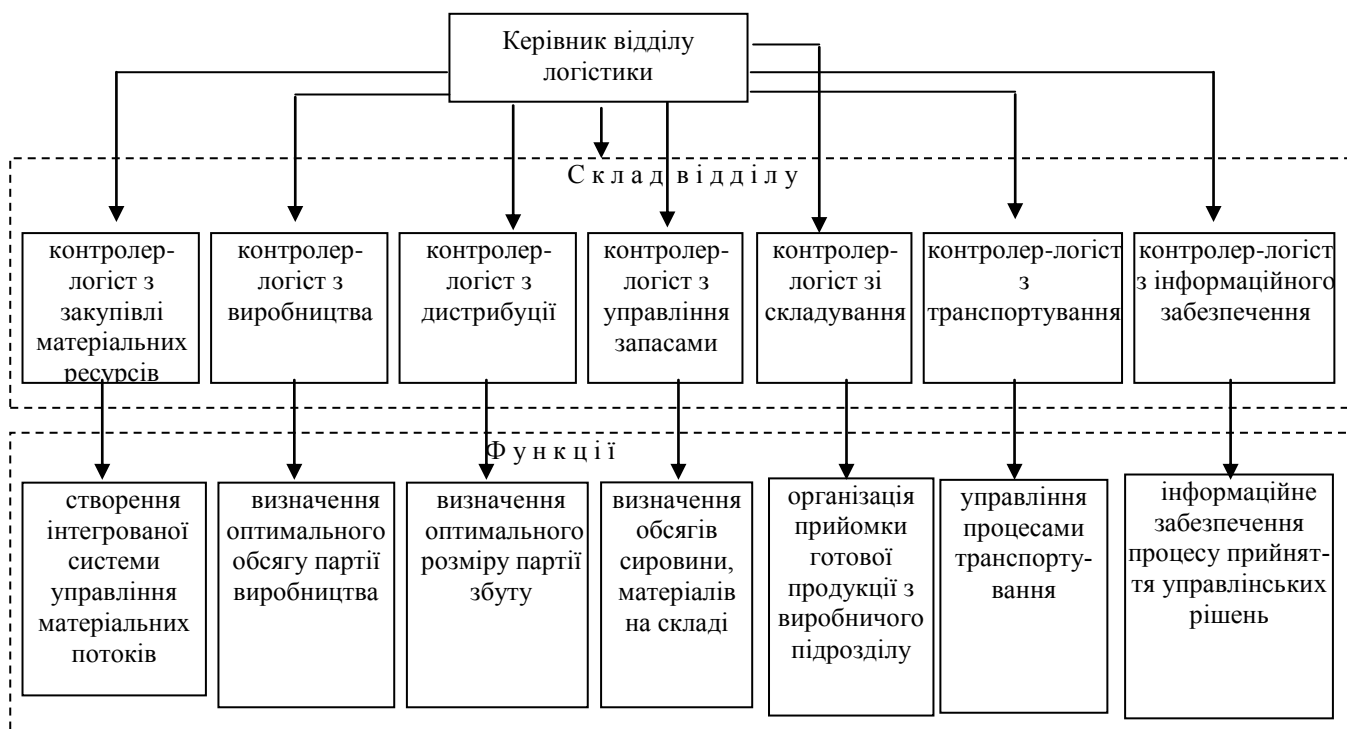 Керівник відділу
логістики
С к л а д в і д д і л у
контролер-
логіст з
закупівлі
матеріальних
ресурсів
контролер-
логіст з
виробництва
контролер-
логіст з
дистрибуції
контролер-
логіст з
управління
запасами
контролер-
логіст зі
складування
контролер-логіст
з
транспортування
контролер-логіст
з інформаційного
забезпечення
Ф у н к ц і ї
створення
інтегрованої
системи
управління
матеріальних
потоків
визначення
оптимального
обсягу партії
виробництва
визначення
оптимального
розміру партії
збуту
визначення
обсягів
сировини,
матеріалів
на складі
організація
прийомки
готової
продукції з
виробничого
підрозділу
управління
процесами
транспорту-
вання
інформаційне
забезпечення
процесу прийнят-
тя управлінських
рішень